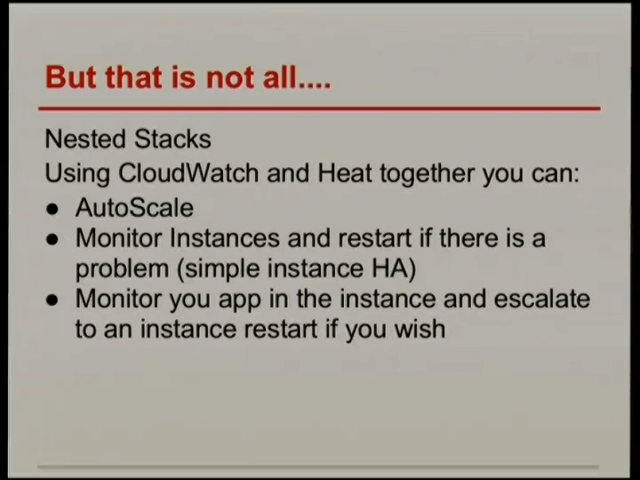 But that is not all....
Nested Stacks
Using CloudWatch and Heat together you can:
● AutoScale
● Monitor Instances and restart if there is a
problem (simple instance HA)
● Monitor you app in the instance and escalate
to an instance restart if you wish